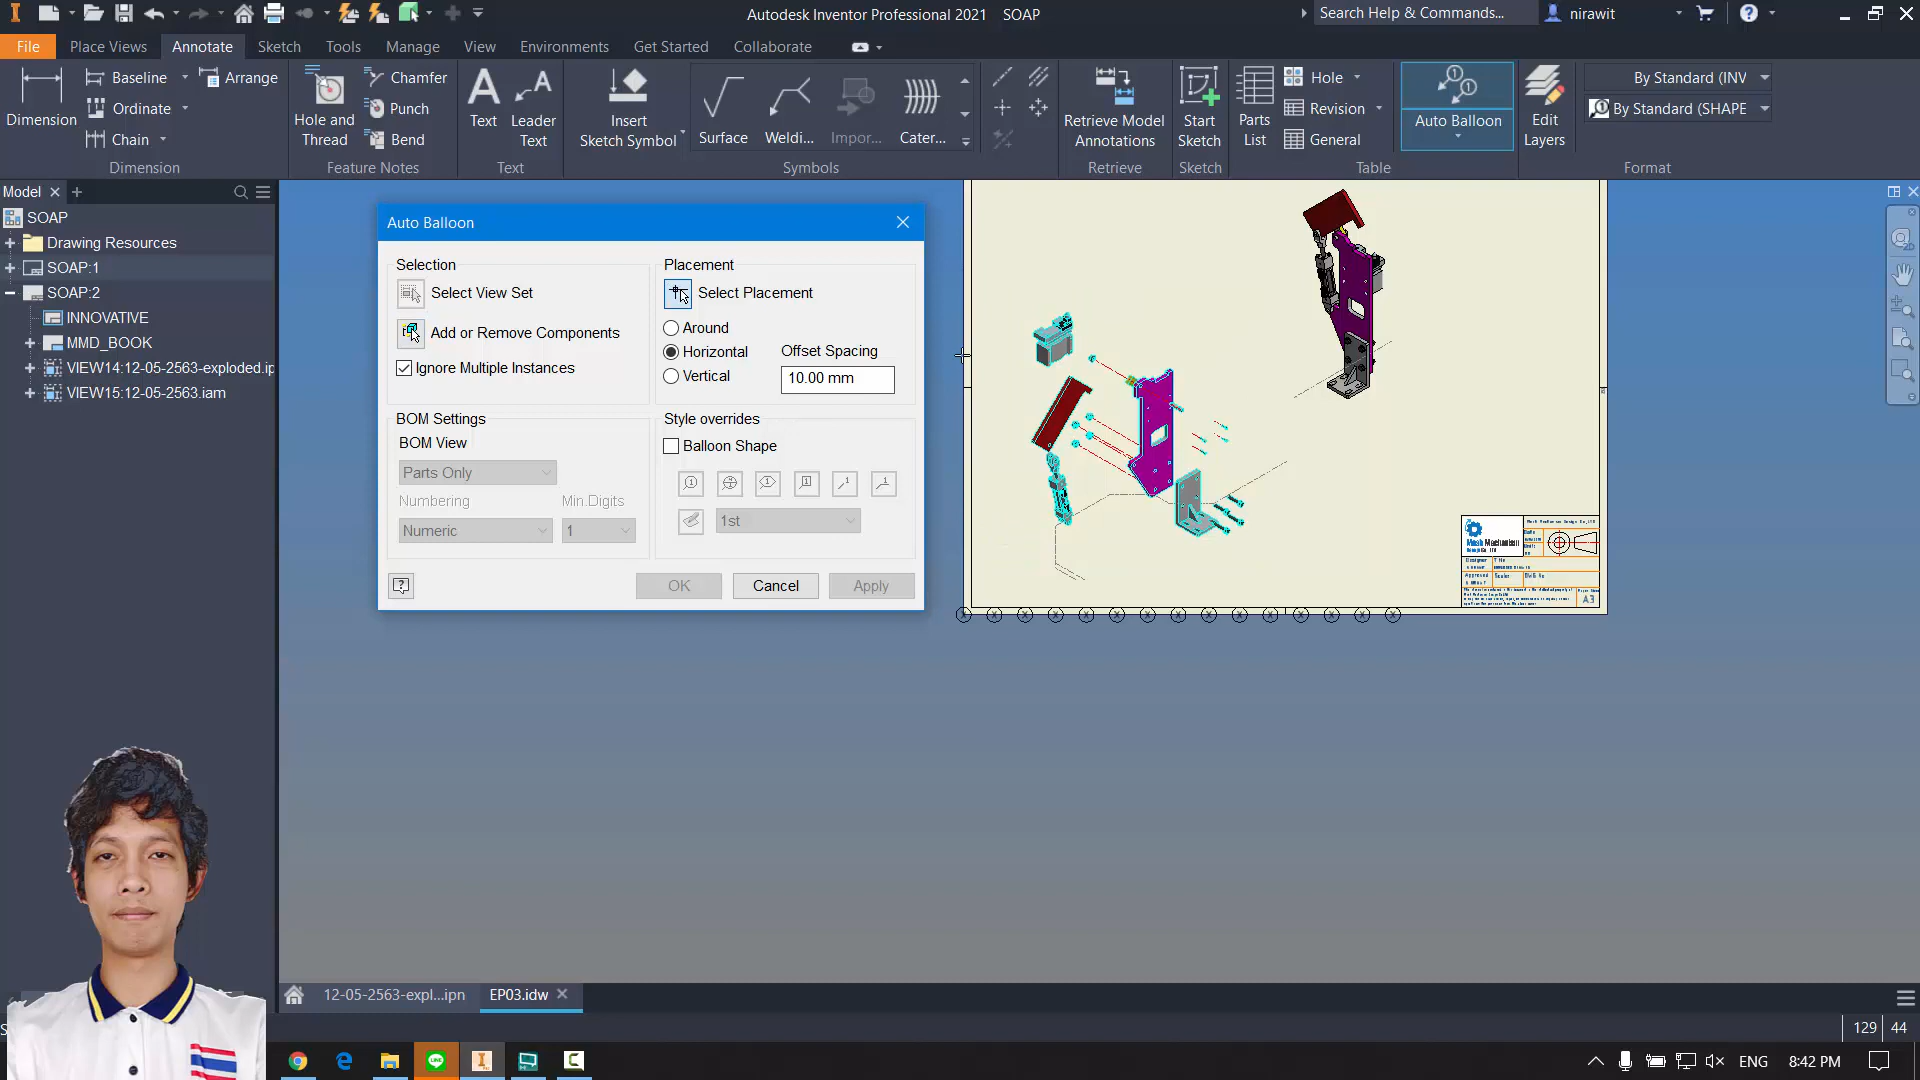 Autodesk Inventor Professional 2021 SOAP
Search Help & Commands...
nirawit
File
Place Views
Annotate
Sketch
Tools
Manage
View
Environments
Get Started
Collaborate
Dimension
Baseline
Ordinate
Chain
Arrange
Dimension
Hole and
Thread
Chamfer
Punch
Bend
Feature Notes
Text
Leader
Text
Text
Insert
Sketch Symbol
Surface
Weldi...
Impor...
Cater...
Symbols
Retrieve Model
Annotations
Retrieve
Start
Sketch
Sketch
Parts
List
Hole
Revision
General
Table
Auto Balloon
Edit
Layers
By Standard (INV
By Standard (SHAPE
Format
Model
SOAP
Drawing Resources
SOAP:1
SOAP:2
INNOVATIVE
MMD_BOOK
VIEW14:12-05-2563-exploded.ip
VIEW15:12-05-2563.iam
Auto Balloon
Selection
Select View Set
Add or Remove Components
Ignore Multiple Instances
Placement
Select Placement
Around
Horizontal
Vertical
Offset Spacing
10.00 mm
BOM Settings
BOM View
Parts Only
Numbering
Min.Digits
Numeric
1
Style overrides
Balloon Shape
1st
OK
Cancel
Apply
A3
12-05-2563-expl...ipn
EP03.idw
129
44
ENG
8:42 PM